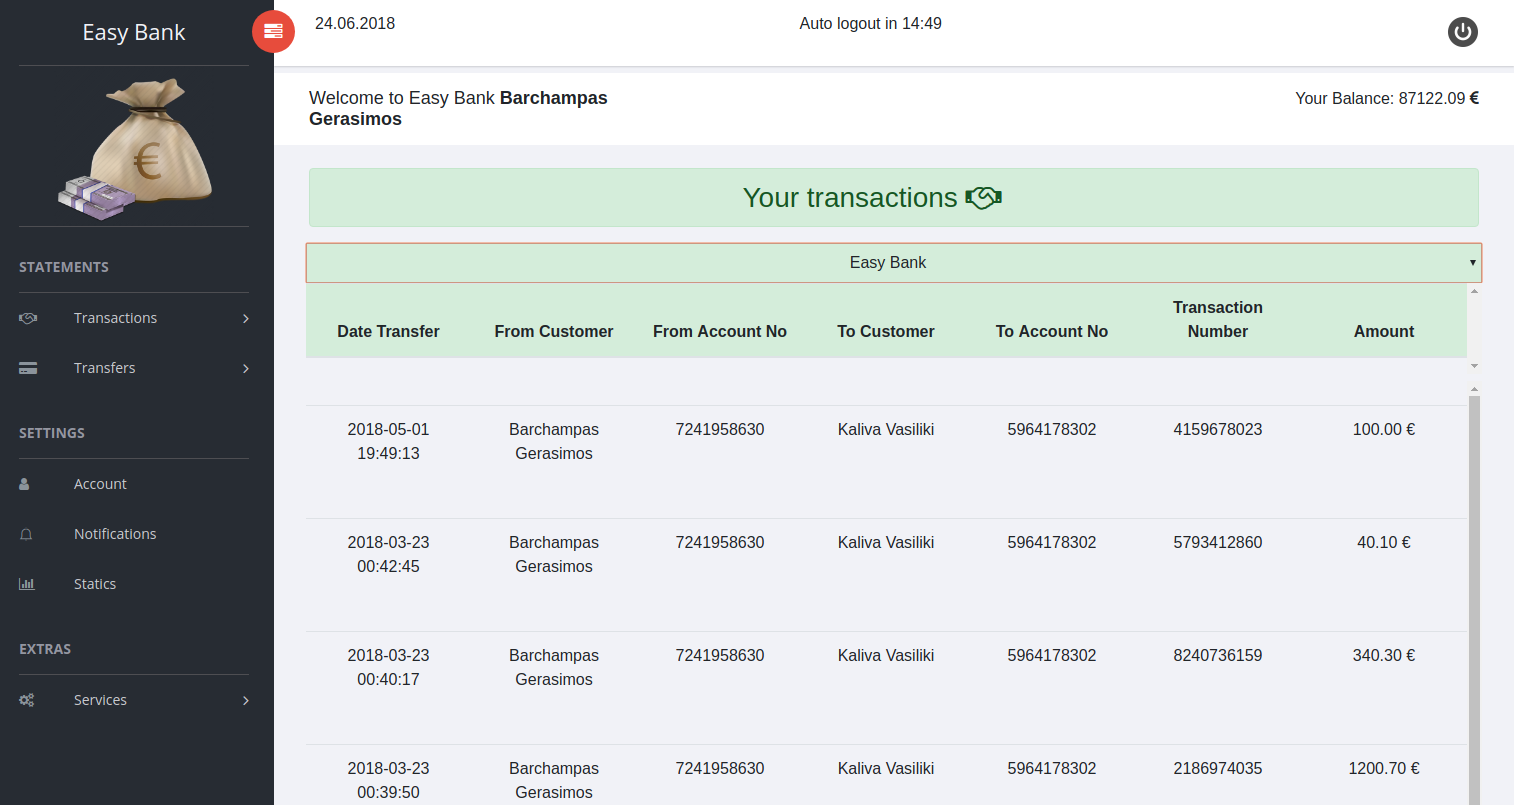 Easy Bank
24.06.2018
Auto logout in 14:49
Welcome to Easy Bank Barchampas
Gerasimos
Your Balance: 87122.09 €
STATEMENTS
Transactions
Transfers
SETTINGS
Account
Notifications
Statics
EXTRAS
Services
Your transactions
Easy Bank
Date Transfer From Customer From Account No To Customer To Account No Transaction Number Amount
2018-05-01 Barchampas 7241958630 Kaliva Vasiliki 5964178302 4159678023 100.00 €
19:49:13 Gerasimos
2018-03-23 Barchampas 7241958630 Kaliva Vasiliki 5964178302 5793412860 40.10 €
00:42:45 Gerasimos
2018-03-23 Barchampas 7241958630 Kaliva Vasiliki 5964178302 8240736159 340.30 €
00:40:17 Gerasimos
2018-03-23 Barchampas 7241958630 Kaliva Vasiliki 5964178302 2186974035 1200.70 €
00:39:50 Gerasimos